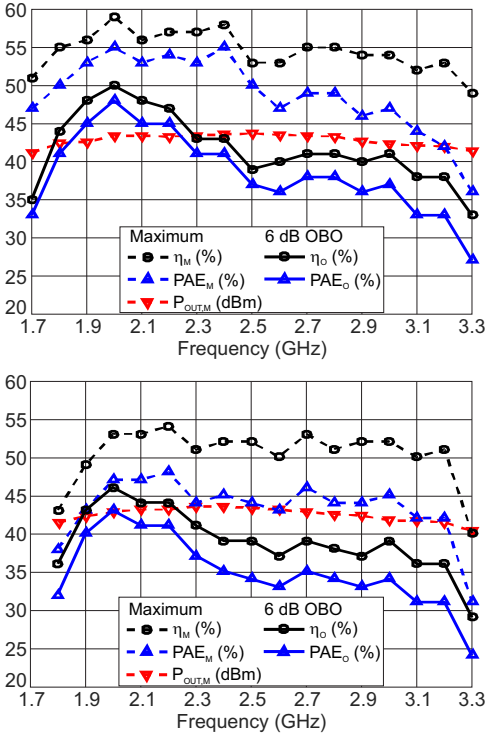 60
55
50
45
40
35
30
25
20
Maximum 6 dB OBO
η_M (%) η_O (%)
PAE_M (%) PAE_O (%)
P_OUT,M (dBm)
1.7 1.9 2.1 2.3 2.5 2.7 2.9 3.1 3.3
Frequency (GHz)
60
55
50
45
40
35
30
25
20
Maximum 6 dB OBO
η_M (%) η_O (%)
PAE_M (%) PAE_O (%)
P_OUT,M (dBm)
1.7 1.9 2.1 2.3 2.5 2.7 2.9 3.1 3.3
Frequency (GHz)